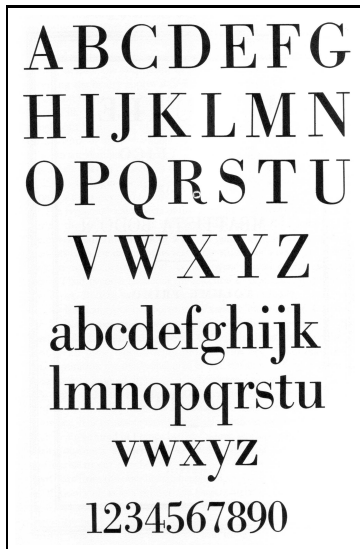 ABCDEFG
HIJKLMN
OPQRSTU
VWXYZ
abcdefghijk
lmnopqrstu
vwxyz
1234567890